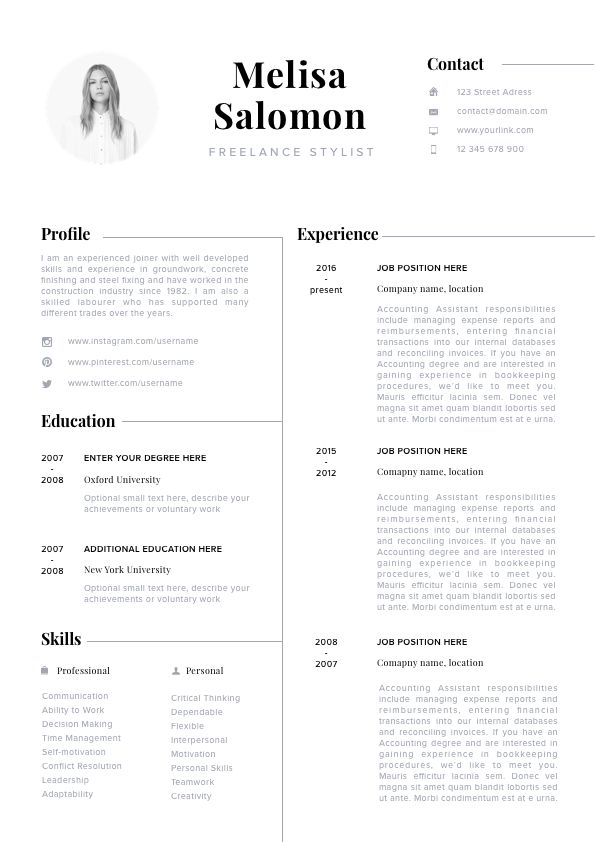 Melisa
Salomon
FREELANCE STYLIST
Contact
123 Street Adress
contact@domain.com
www.yourlink.com
12 345 678 900
Profile
I am an experienced joiner with well developed
skills and experience in groundwork, concrete
finishing and steel fixing and have worked in the
construction industry since 1982. I am also a
skilled labourer who has supported many
different trades over the years.
www.instagram.com/username
www.pinterest.com/username
www.twitter.com/username
Education
2007
-
2008
ENTER YOUR DEGREE HERE
Oxford University
Optional small text here, describe your
achievements or voluntary work
2007
-
2008
ADDITIONAL EDUCATION HERE
New York University
Optional small text here, describe your
achievements or voluntary work
Skills
Professional
Communication
Ability to Work
Decision Making
Time Management
Self-motivation
Conflict Resolution
Leadership
Adaptability
Personal
Critical Thinking
Dependable
Flexible
Interpersonal
Motivation
Personal Skills
Teamwork
Creativity
Experience
2016
-
present
JOB POSITION HERE
Company name, location
Accounting Assistant responsibilities
include managing expense reports and
reimbursements, entering financial
transactions into our internal databases
and reconciling invoices. If you have an
Accounting degree and are interested in
gaining experience in bookkeeping
procedures, we'd like to meet you.
Mauris efficitur lacinia sem. Donec vel
magna sit amet quam blandit lobortis sed
ut ante. Morbi condimentum est at e urna.
2015
-
2012
JOB POSITION HERE
Comapny name, location
Accounting Assistant responsibilities
include managing expense reports and
reimbursements, entering financial
transactions into our internal databases
and reconciling invoices. If you have an
Accounting degree and are interested in
gaining experience in bookkeeping
procedures, we'd like to meet you.
Mauris efficitur lacinia sem. Donec vel
magna sit amet quam blandit lobortis sed
ut ante. Morbi condimentum est at e urna.
2008
-
2007
JOB POSITION HERE
Comapny name, location
Accounting Assistant responsibilities
include managing expense reports and
reimbursements, entering financial
transactions into our internal databases
and reconciling invoices. If you have an
Accounting degree and are interested in
gaining experience in bookkeeping
procedures, we'd like to meet you.
Mauris efficitur lacinia sem. Donec vel
magna sit amet quam blandit lobortis sed
ut ante. Morbi condimentum est at e urna.